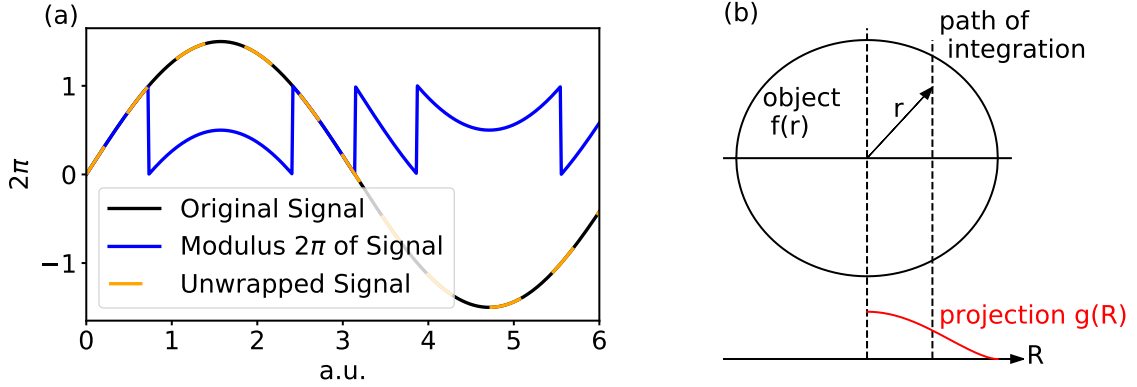 (a)
2π
1
0
−1
Original Signal
Modulus 2π of Signal
Unwrapped Signal
0 1 2 3 4 5 6
a.u.
(b)
path of
integration
object
f(r)
r
projection g(R)
R